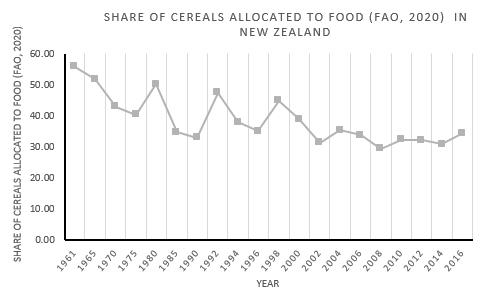 SHARE OF CEREALS ALLOCATED TO FOOD (FAO, 2020) IN
NEW ZEALAND
SHARE OF CEREALS ALLOCATED TO FOOD (FAO, 2020)
60.00
50.00
40.00
30.00
20.00
10.00
0.00
1961 1965 1970 1975 1980 1985 1990 1992 1994 1996 1998 2000 2002 2004 2006 2008 2010 2012 2014 2016
YEAR